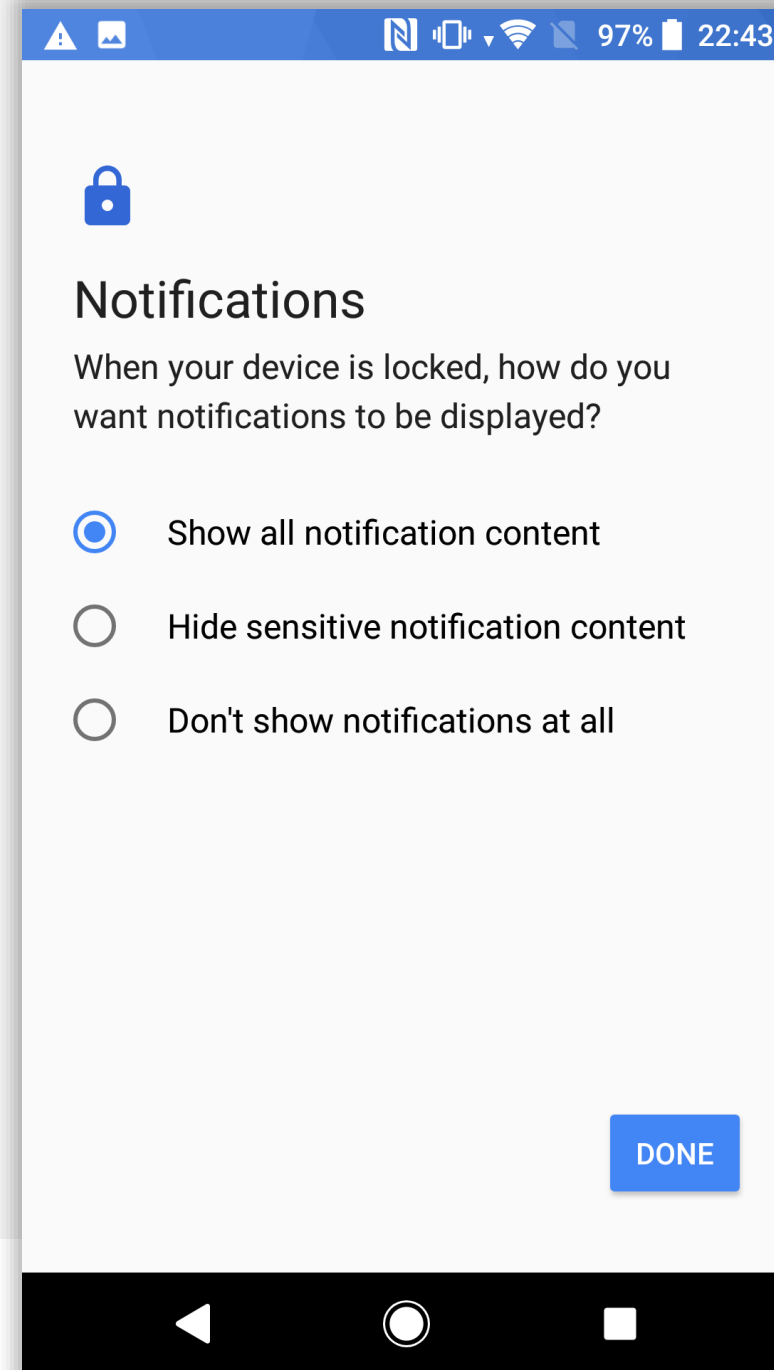 97% 22:43
Notifications
When your device is locked, how do you
want notifications to be displayed?
Show all notification content
Hide sensitive notification content
Don't show notifications at all
DONE